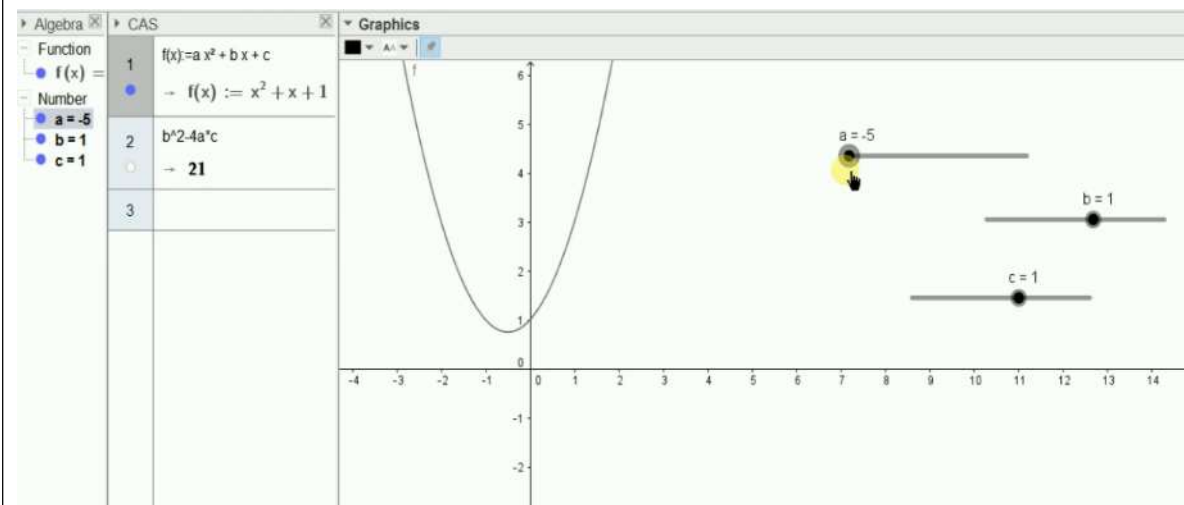 Algebra
CAS
Graphics
Function
f(x) =
Number
a = -5
b = 1
c = 1
1
f(x):=a x² + b x + c
→ f(x) := x² + x + 1
2
b^2-4a*c
→ 21
3
f
a = -5
b = 1
c = 1
6
5
4
3
2
1
0
-1
-2
-4 -3 -2 -1 0 1 2 3 4 5 6 7 8 9 10 11 12 13 14